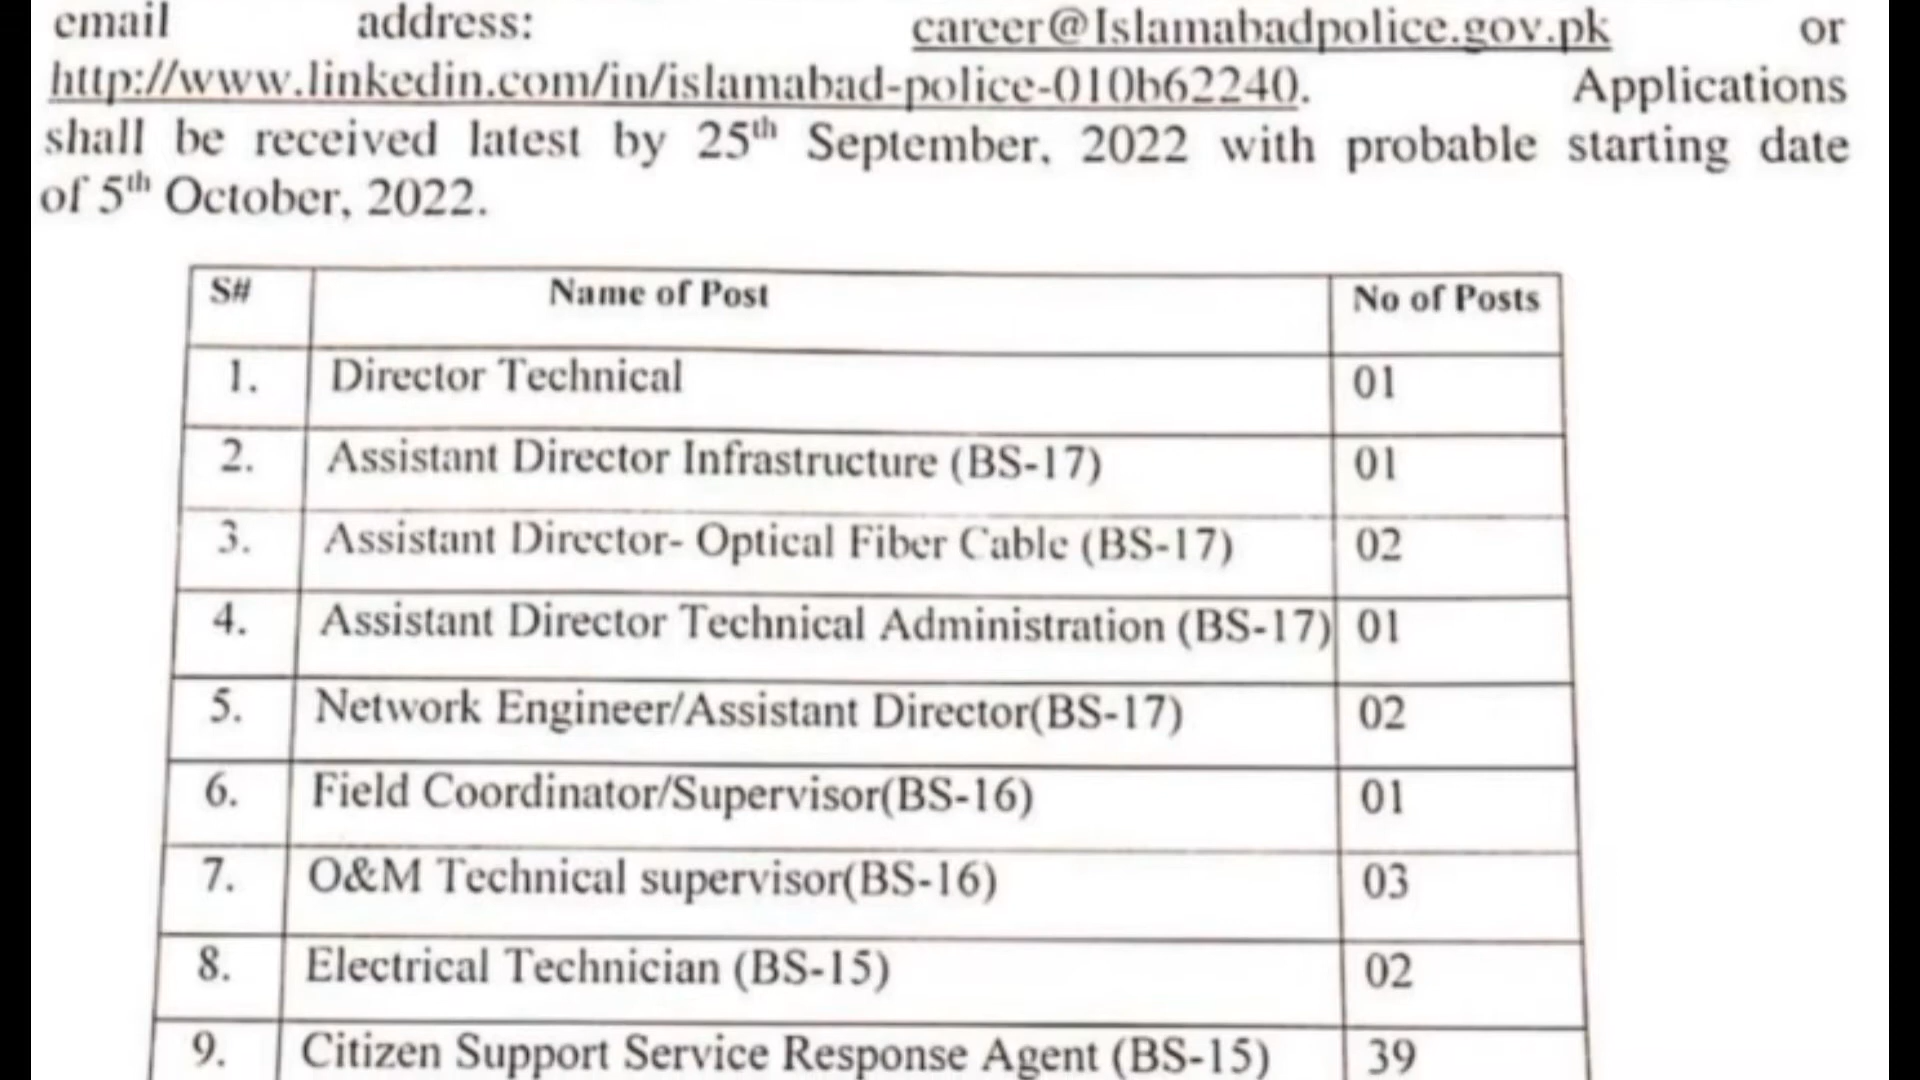 email address: career@Islamabadpolice.gov.pk or
http://www.linkedin.com/in/islamabad-police-010b62240. Applications
shall be received latest by 25th September, 2022 with probable starting date
of 5th October, 2022.
S# Name of Post No of Posts
1. Director Technical 01
2. Assistant Director Infrastructure (BS-17) 01
3. Assistant Director- Optical Fiber Cable (BS-17) 02
4. Assistant Director Technical Administration (BS-17) 01
5. Network Engineer/Assistant Director(BS-17) 02
6. Field Coordinator/Supervisor(BS-16) 01
7. O&M Technical supervisor(BS-16) 03
8. Electrical Technician (BS-15) 02
9. Citizen Support Service Response Agent (BS-15) 39